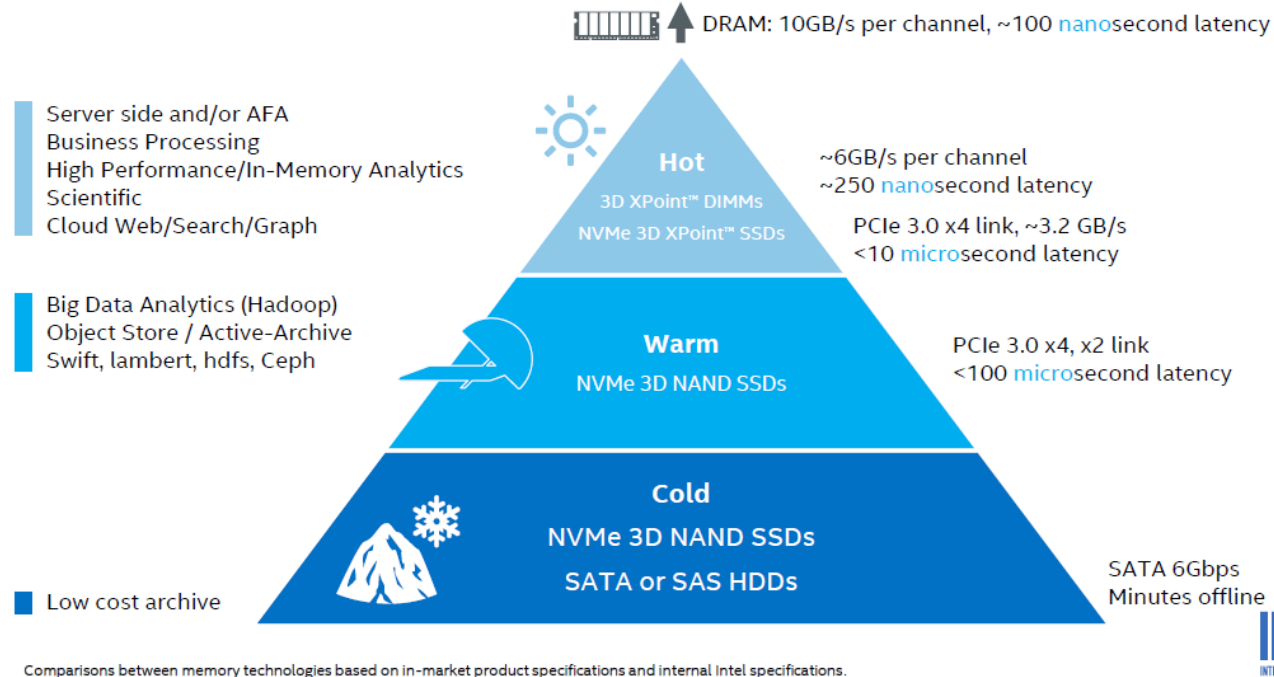 DRAM: 10GB/s per channel, ~100 nanosecond latency
Server side and/or AFA
Business Processing
High Performance/In-Memory Analytics
Scientific
Cloud Web/Search/Graph
Hot
3D XPoint™ DIMMs
NVMe 3D XPoint™ SSDs
~6GB/s per channel
~250 nanosecond latency
PCIe 3.0 x4 link, ~3.2 GB/s
<10 microsecond latency
Big Data Analytics (Hadoop)
Object Store / Active-Archive
Swift, lambert, hdfs, Ceph
Warm
NVMe 3D NAND SSDs
PCIe 3.0 x4, x2 link
<100 microsecond latency
Cold
NVMe 3D NAND SSDs
SATA or SAS HDDs
Low cost archive
SATA 6Gbps
Minutes offline
Comparisons between memory technologies based on in-market product specifications and internal Intel specifications.